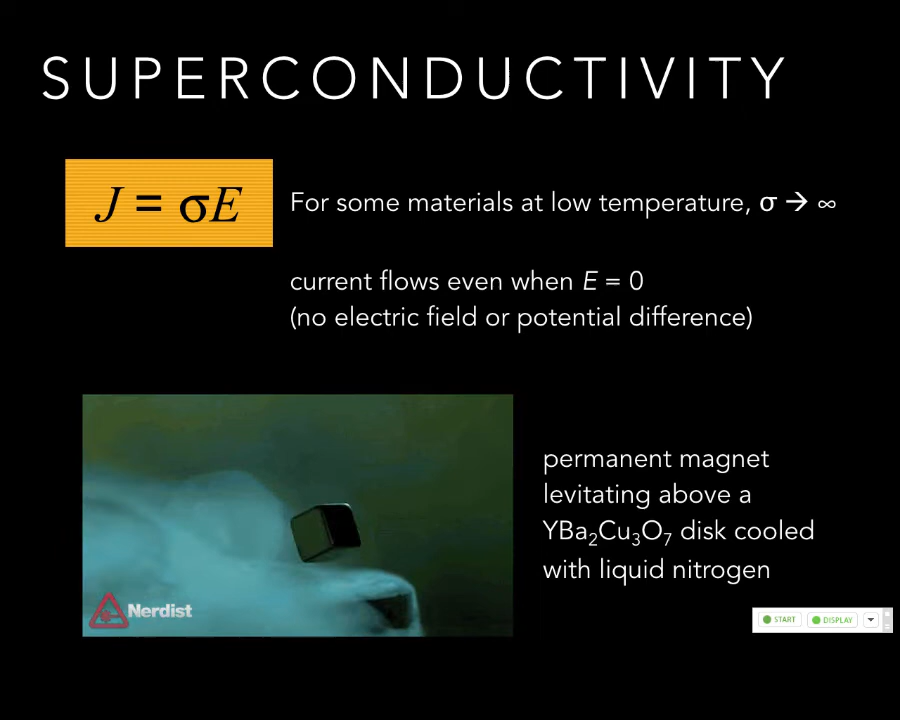 SUPERCONDUCTIVITY
J = σE
For some materials at low temperature, σ → ∞
current flows even when E = 0
(no electric field or potential difference)
permanent magnet
levitating above a
YBa₂Cu₃O₇ disk cooled
with liquid nitrogen
Nerdist
START DISPLAY